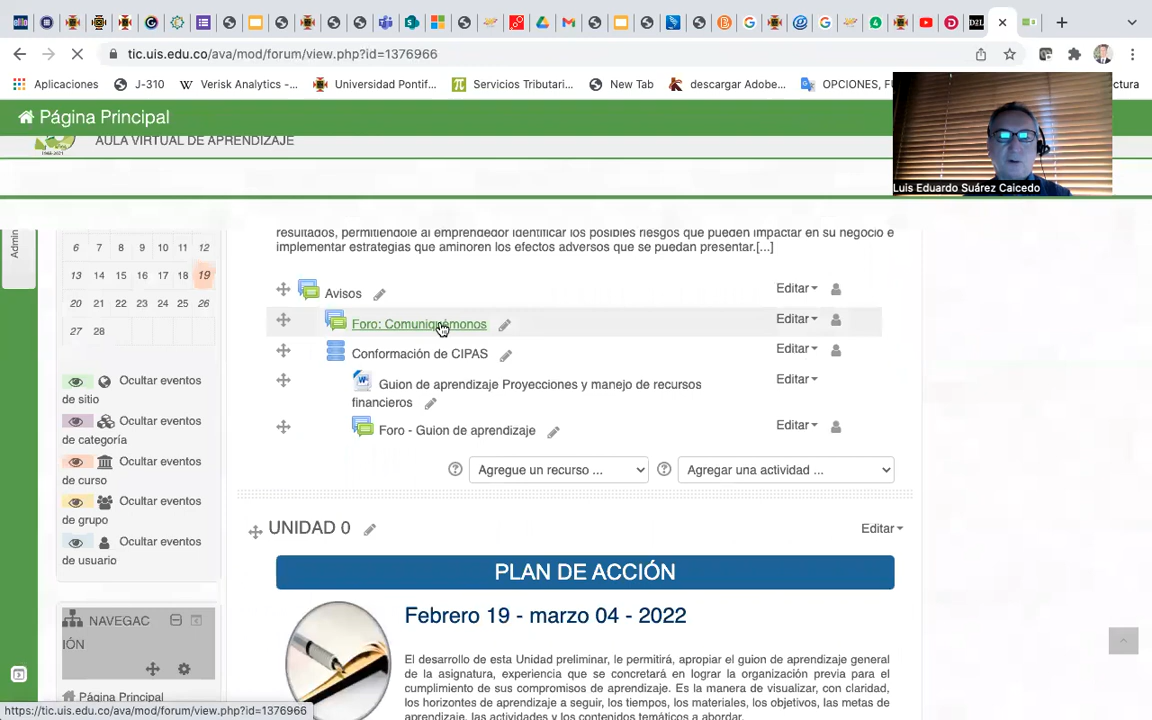 tic.uis.edu.co/ava/mod/forum/view.php?id=1376966
Aplicaciones J-310 Verisk Analytics -... Universidad Pontif... Servicios Tributari... New Tab descargar Adobe... OPCIONES, FU ctura
Página Principal
AULA VIRTUAL DE APRENDIZAJE
Luis Eduardo Suárez Caicedo
Admin
6 7 8 9 10 11 12
13 14 15 16 17 18 19
20 21 22 23 24 25 26
27 28
Ocultar eventos
de sitio
Ocultar eventos
de categoría
Ocultar eventos
de curso
Ocultar eventos
de grupo
Ocultar eventos
de usuario
NAVEGAC
IÓN
Página Principal
resultados, permitiéndole al emprendedor identificar los posibles riesgos que pueden impactar en su negocio e
implementar estrategias que aminoren los efectos adversos que se puedan presentar.[...]
Avisos Editar
Foro: Comuniquémonos Editar
Conformación de CIPAS Editar
Guion de aprendizaje Proyecciones y manejo de recursos Editar
financieros
Foro - Guion de aprendizaje Editar
Agregue un recurso ... Agregar una actividad ...
UNIDAD 0 Editar
PLAN DE ACCIÓN
Febrero 19 - marzo 04 - 2022
El desarrollo de esta Unidad preliminar, le permitirá, apropiar el guion de aprendizaje general
de la asignatura, experiencia que se concretará en lograr la organización previa para el
cumplimiento de sus compromisos de aprendizaje. Es la manera de visualizar, con claridad,
los horizontes de aprendizaje a seguir, los tiempos, los materiales, los objetivos, las metas de
aprendizaje, las actividades y los contenidos temáticos a abordar.
https://tic.uis.edu.co/ava/mod/forum/view.php?id=1376966